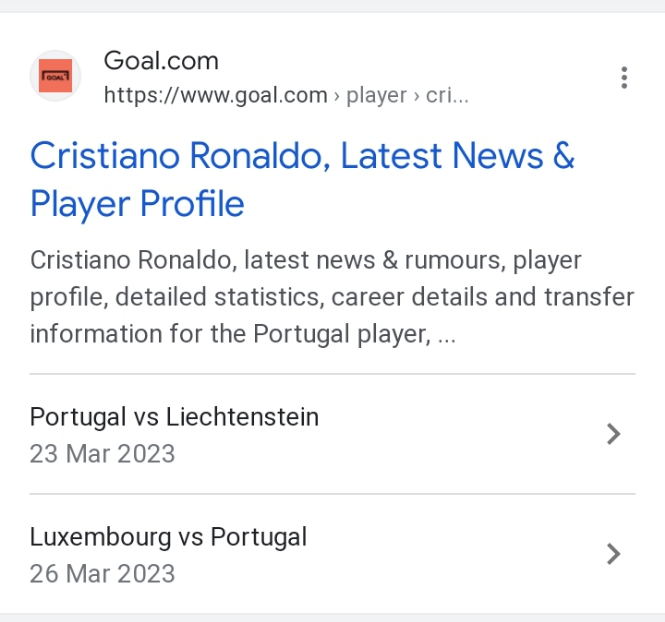 GOAL
Goal.com
https://www.goal.com › player › cri...
Cristiano Ronaldo, Latest News &
Player Profile
Cristiano Ronaldo, latest news & rumours, player
profile, detailed statistics, career details and transfer
information for the Portugal player, ...
Portugal vs Liechtenstein
23 Mar 2023
Luxembourg vs Portugal
26 Mar 2023